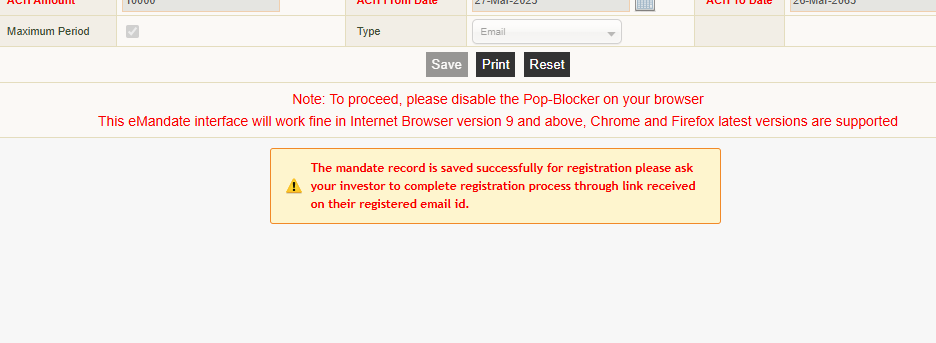 ACH Amount 10000 ACH From Date 27-Mar-2025 ACH To Date 26-Mar-2065
Maximum Period Type Email
Save Print Reset
Note: To proceed, please disable the Pop-Blocker on your browser
This eMandate interface will work fine in Internet Browser version 9 and above, Chrome and Firefox latest versions are supported
The mandate record is saved successfully for registration please ask
your investor to complete registration process through link received
on their registered email id.